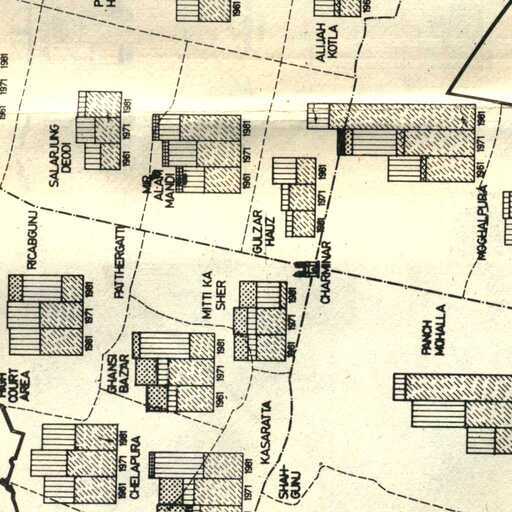 1961 1971 1981
HIGH
COURT
AREA
RICABGUNJ
SALARJUNG
DEODI
1961 1971 1981
1961 1971 1981
1961 1971 1981
CHELAPURA
GHANSI
BAZAR
PATTHERGATTI
MIR
ALAM
MANDI
1961 1971 1981
MITTI KA
SHER
1971 1981
1961 1971 1981
KASARATTA
GULZAR
HAUZ
SHAH-
GUNJ
1961 1971 1981
1961 1971 1981
CHARMINAR
ALIJAH
KOTLA
PANCH
MOHALLA
1961 1971 1981
MOGHALPURA